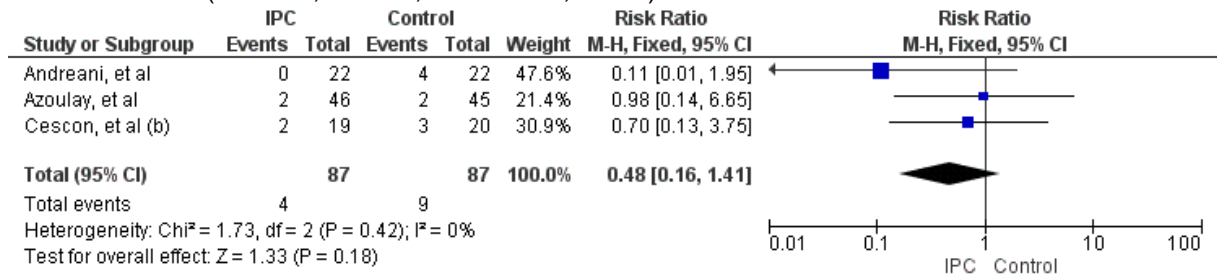 IPC Control Risk Ratio Risk Ratio
Study or Subgroup Events Total Events Total Weight M-H, Fixed, 95% CI M-H, Fixed, 95% CI
Andreani, et al 0 22 4 22 47.6% 0.11 [0.01, 1.95]
Azoulay, et al 2 46 2 45 21.4% 0.98 [0.14, 6.65]
Cescon, et al (b) 2 19 3 20 30.9% 0.70 [0.13, 3.75]
Total (95% CI) 87 87 100.0% 0.48 [0.16, 1.41]
Total events 4 9
Heterogeneity: Chi² = 1.73, df = 2 (P = 0.42); I² = 0%
Test for overall effect: Z = 1.33 (P = 0.18)
0.01 0.1 1 10 100
IPC Control